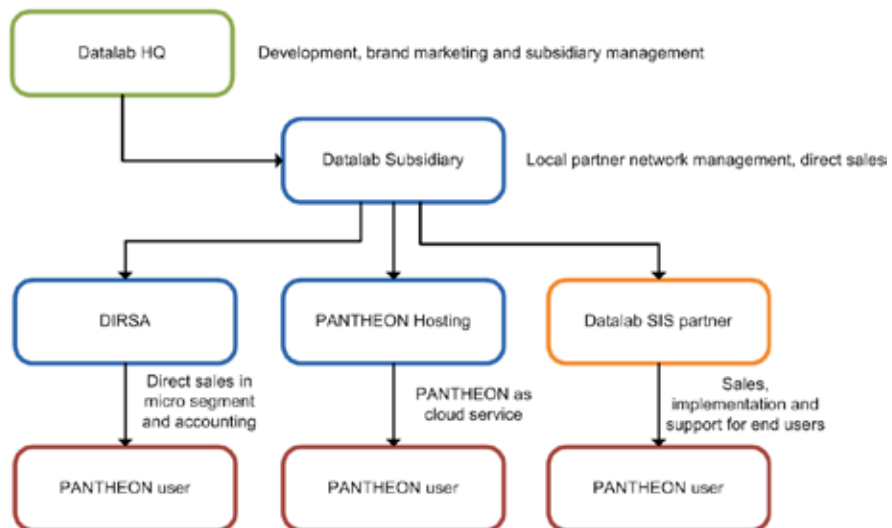 Datalab HQ
Development, brand marketing and subsidiary management
Datalab Subsidiary
Local partner network management, direct sales
DIRSA
PANTHEON Hosting
Datalab SIS partner
Direct sales in
micro segment
and accounting
PANTHEON as
cloud service
Sales,
implementation and
support for end users
PANTHEON user
PANTHEON user
PANTHEON user